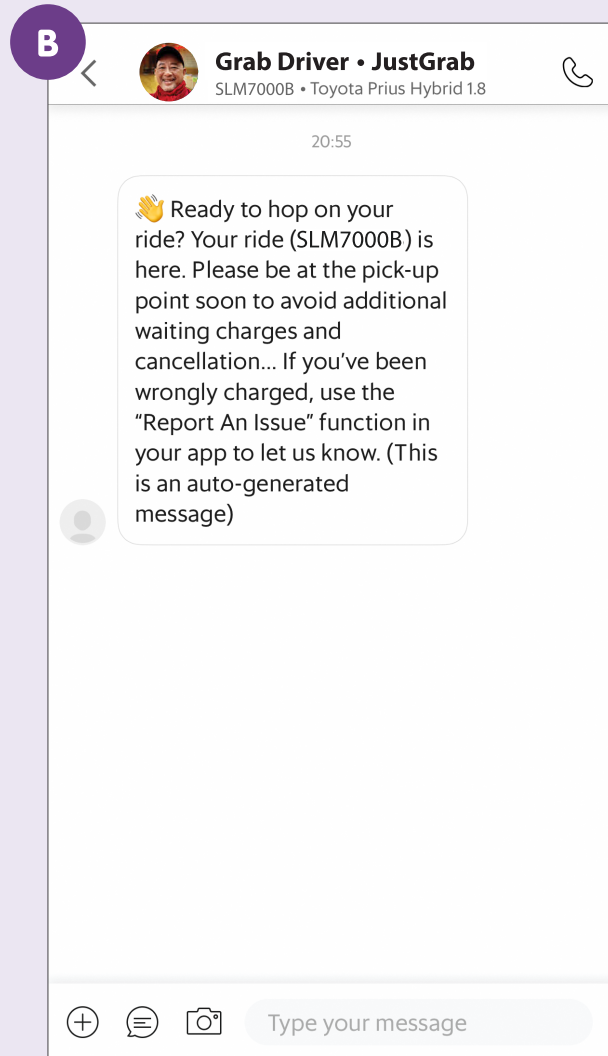 B
Grab Driver • JustGrab
SLM7000B • Toyota Prius Hybrid 1.8
20:55
👋 Ready to hop on your
ride? Your ride (SLM7000B) is
here. Please be at the pick-up
point soon to avoid additional
waiting charges and
cancellation... If you’ve been
wrongly charged, use the
“Report An Issue” function in
your app to let us know. (This
is an auto-generated
message)
Type your message